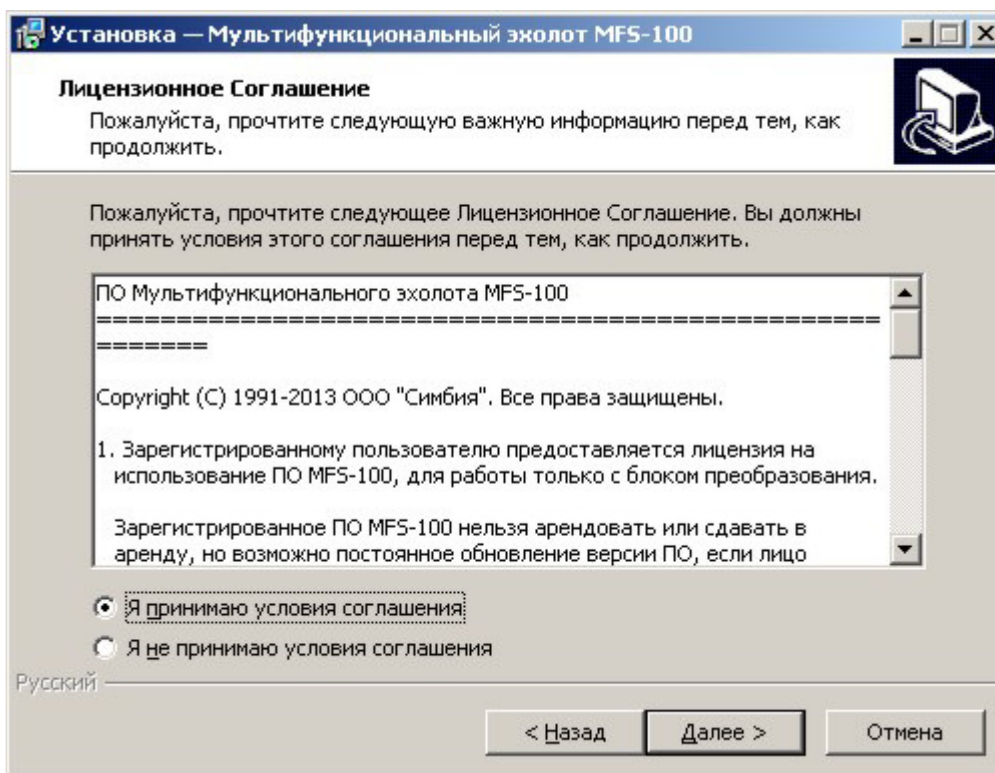 Установка — Мультифункциональный эхолот MFS-100
Лицензионное Соглашение
Пожалуйста, прочтите следующую важную информацию перед тем, как
продолжить.
Пожалуйста, прочтите следующее Лицензионное Соглашение. Вы должны
принять условия этого соглашения перед тем, как продолжить.
ПО Мультифункционального эхолота MFS-100
====================================================
=======
Copyright (C) 1991-2013 ООО "Симбия". Все права защищены.
1. Зарегистрированному пользователю предоставляется лицензия на
использование ПО MFS-100, для работы только с блоком преобразования.
Зарегистрированное ПО MFS-100 нельзя арендовать или сдавать в
аренду, но возможно постоянное обновление версии ПО, если лицо
Я принимаю условия соглашения
Я не принимаю условия соглашения
Русский
< Назад
Далее >
Отмена